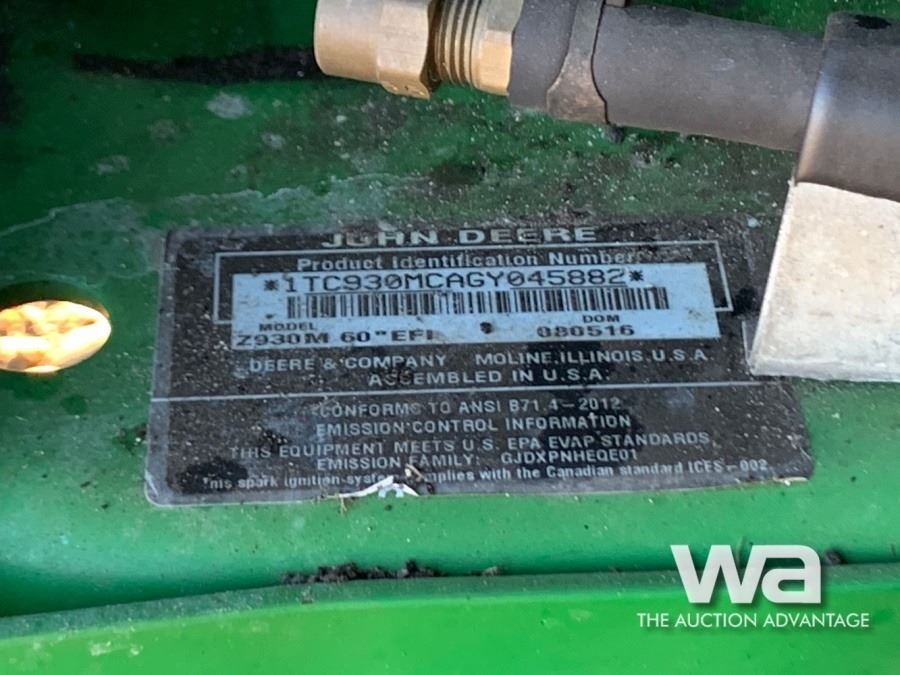 JOHN DEERE
Product Identification Number
*1TC930MCAGY045882*
MODEL DOM
Z930M 60" EFI 080516
DEERE & COMPANY MOLINE, ILLINOIS U.S.A.
ASSEMBLED IN U.S.A.
CONFORMS TO ANSI B71.4-2012
EMISSION CONTROL INFORMATION
THIS EQUIPMENT MEETS U.S. EPA EVAP STANDARDS
EMISSION FAMILY: GJDXPNHEQE01
This spark ignition system complies with the Canadian standard ICES-002
wa
THE AUCTION ADVANTAGE